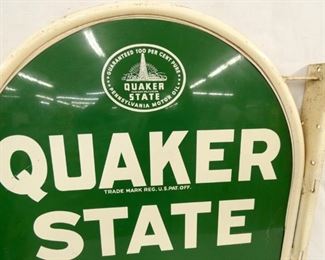 GUARANTEED 100 PER CENT PURE
QUAKER
STATE
PENNSYLVANIA MOTOR OIL
QUAKER
TRADE MARK REG. U.S. PAT. OFF.
STATE